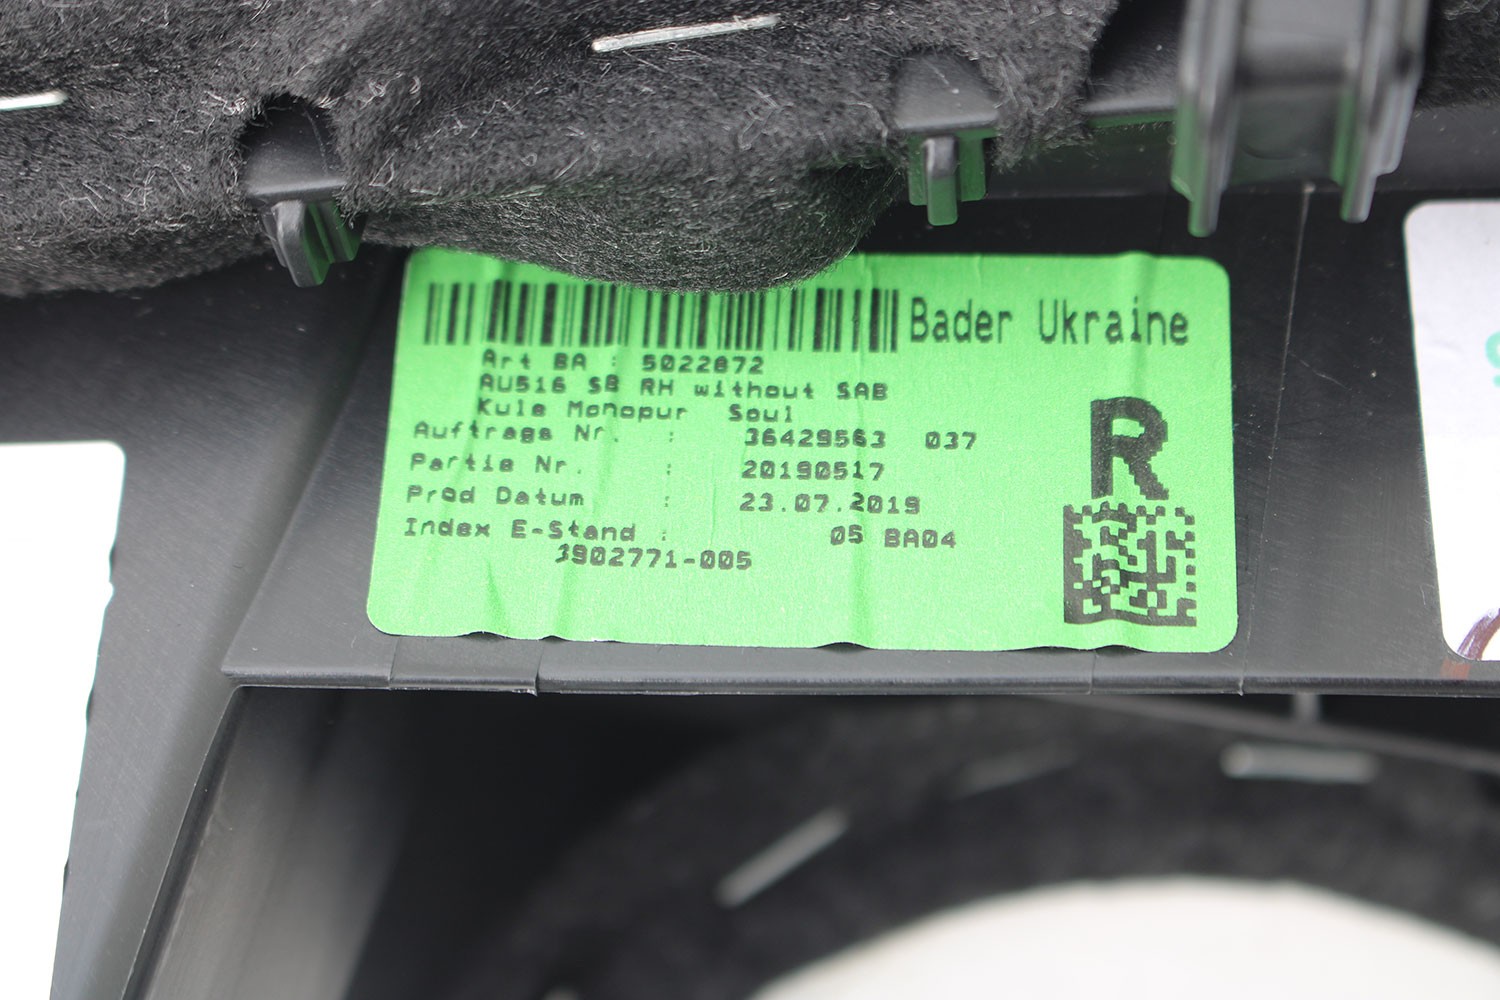 Bader Ukraine
Art BA : 5022872
AU516 SB RH without SAB
Kule Monopur Soul
R
Auftrags Nr. : 36429563 037
Partie Nr. : 20190517
Prod Datum : 23.07.2019
Index E-Stand : 05 BA04
3902771-005